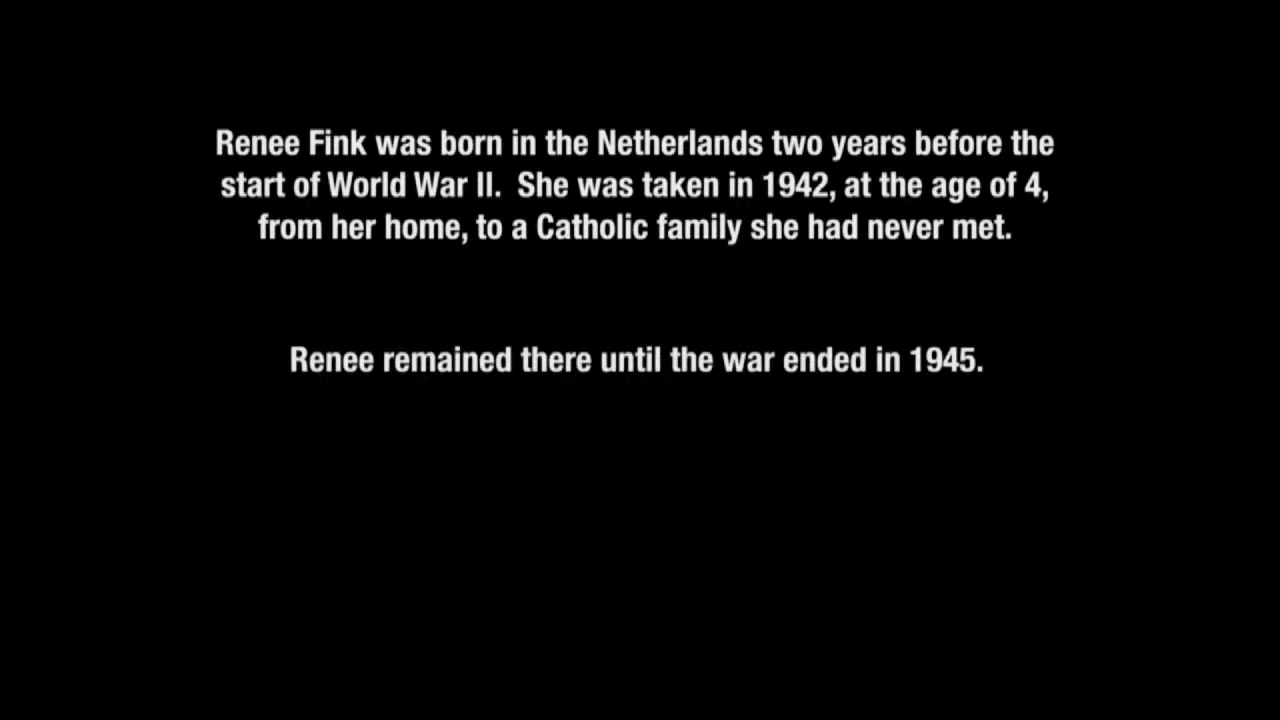 Renee Fink was born in the Netherlands two years before the
start of World War II.  She was taken in 1942, at the age of 4,
from her home, to a Catholic family she had never met.
Renee remained there until the war ended in 1945.